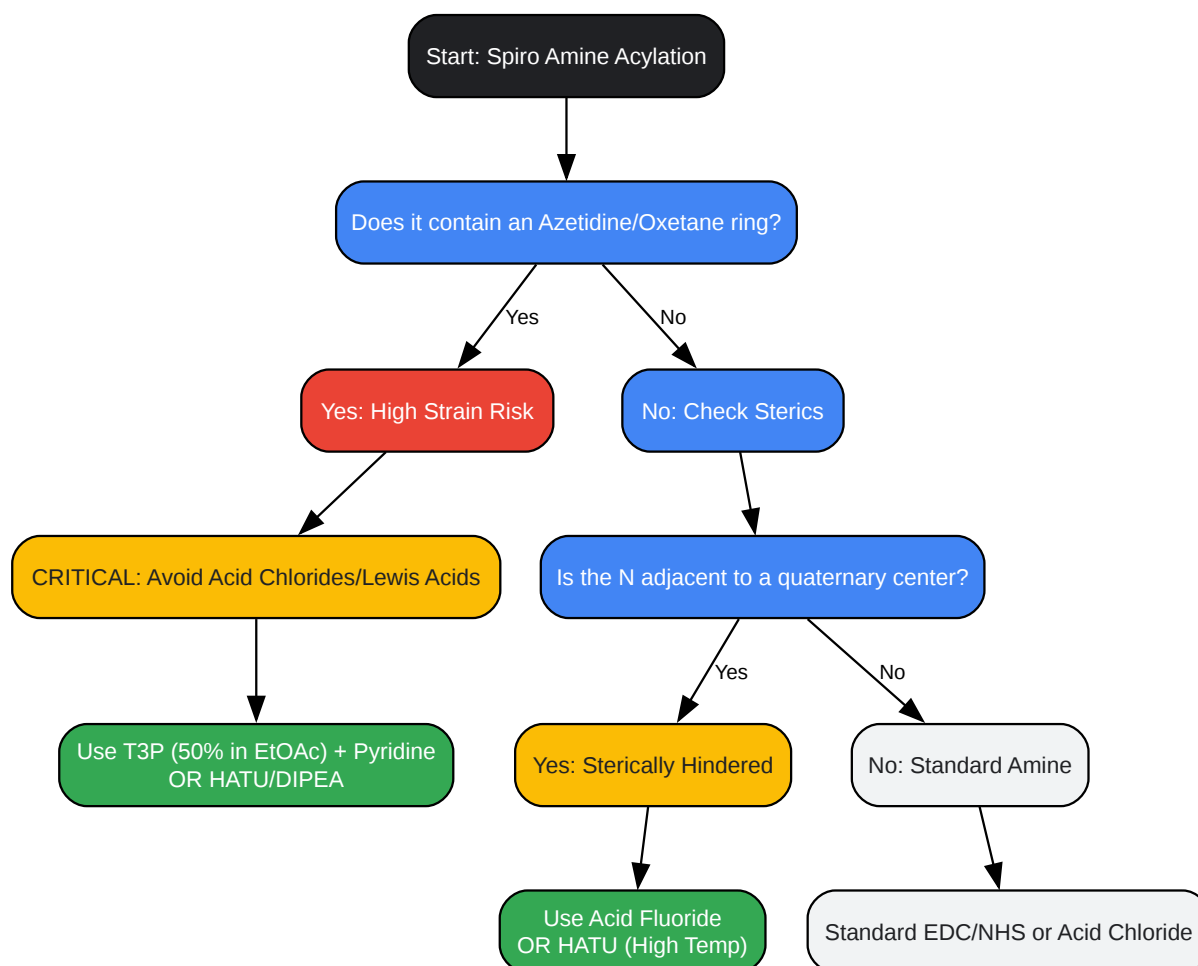 Start: Spiro Amine Acylation
Does it contain an Azetidine/Oxetane ring?
Yes
No
Yes: High Strain Risk
No: Check Sterics
CRITICAL: Avoid Acid Chlorides/Lewis Acids
Is the N adjacent to a quaternary center?
Yes
No
Use T3P (50% in EtOAc) + Pyridine
OR HATU/DIPEA
Yes: Sterically Hindered
No: Standard Amine
Use Acid Fluoride
OR HATU (High Temp)
Standard EDC/NHS or Acid Chloride